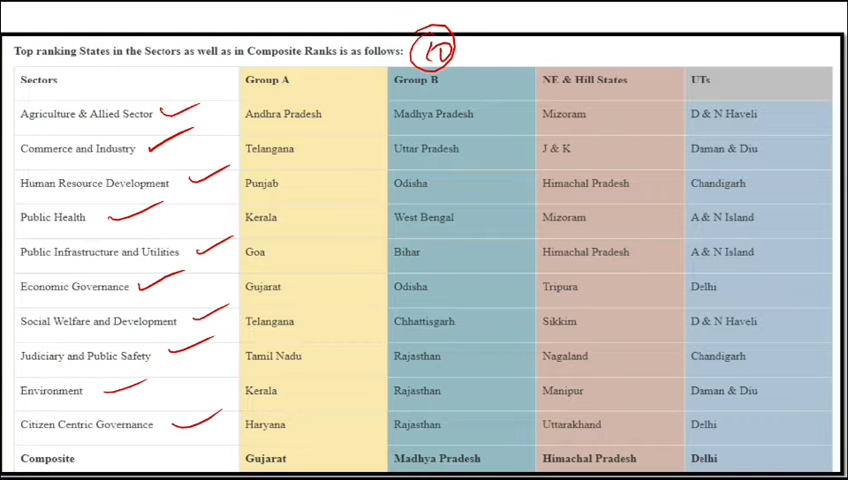 Top ranking States in the Sectors as well as in Composite Ranks is as follows: 10
Sectors Group A Group B NE & Hill States UTs
Agriculture & Allied Sector Andhra Pradesh Madhya Pradesh Mizoram D & N Haveli
Commerce and Industry Telangana Uttar Pradesh J & K Daman & Diu
Human Resource Development Punjab Odisha Himachal Pradesh Chandigarh
Public Health Kerala West Bengal Mizoram A & N Island
Public Infrastructure and Utilities Goa Bihar Himachal Pradesh A & N Island
Economic Governance Gujarat Odisha Tripura Delhi
Social Welfare and Development Telangana Chhattisgarh Sikkim D & N Haveli
Judiciary and Public Safety Tamil Nadu Rajasthan Nagaland Chandigarh
Environment Kerala Rajasthan Manipur Daman & Diu
Citizen Centric Governance Haryana Rajasthan Uttarakhand Delhi
Composite Gujarat Madhya Pradesh Himachal Pradesh Delhi